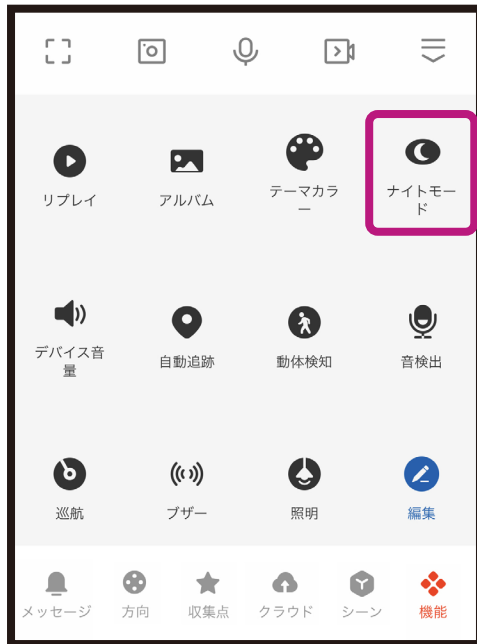 リプレイ
アルバム
テーマカラ
ー
ナイトモー
ド
デバイス音
量
自動追跡
動体検知
音検出
巡航
ブザー
照明
編集
メッセージ
方向
収集点
クラウド
シーン
機能